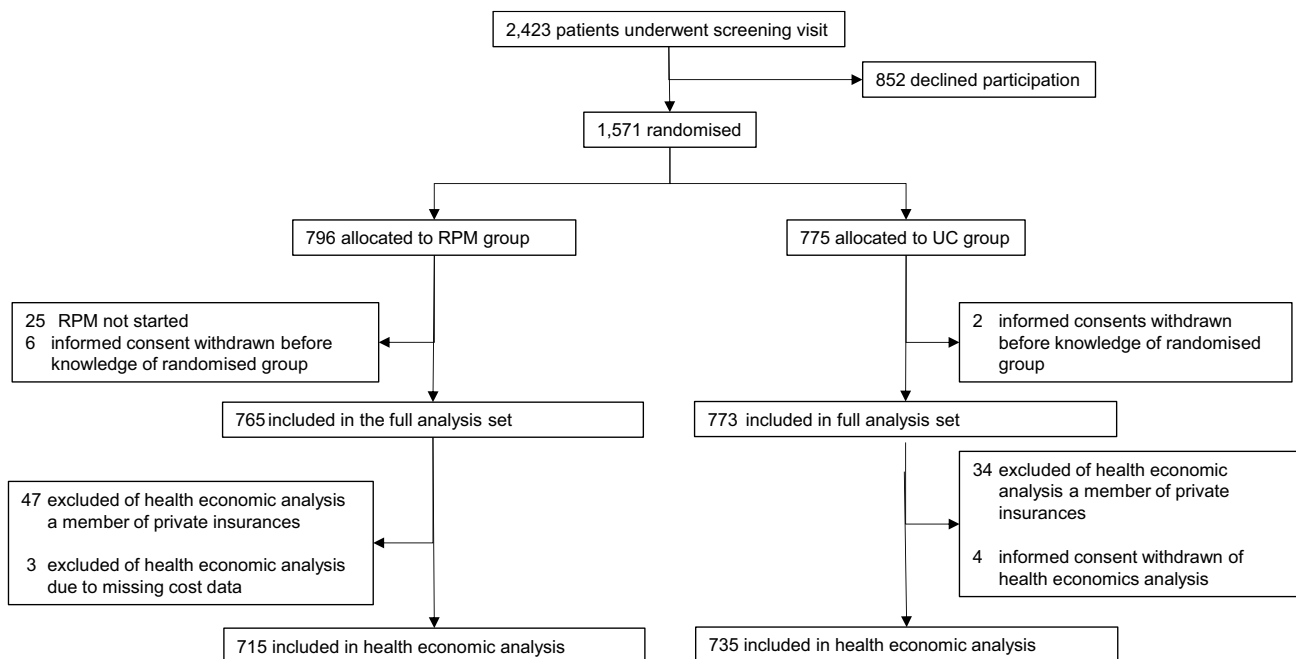 2,423 patients underwent screening visit
852 declined participation
1,571 randomised
796 allocated to RPM group
775 allocated to UC group
25 RPM not started
6 informed consent withdrawn before
knowledge of randomised group
2 informed consents withdrawn
before knowledge of randomised
group
765 included in the full analysis set
773 included in full analysis set
47 excluded of health economic analysis
a member of private insurances
3 excluded of health economic analysis
due to missing cost data
34 excluded of health economic
analysis a member of private
insurances
4 informed consent withdrawn of
health economics analysis
715 included in health economic analysis
735 included in health economic analysis